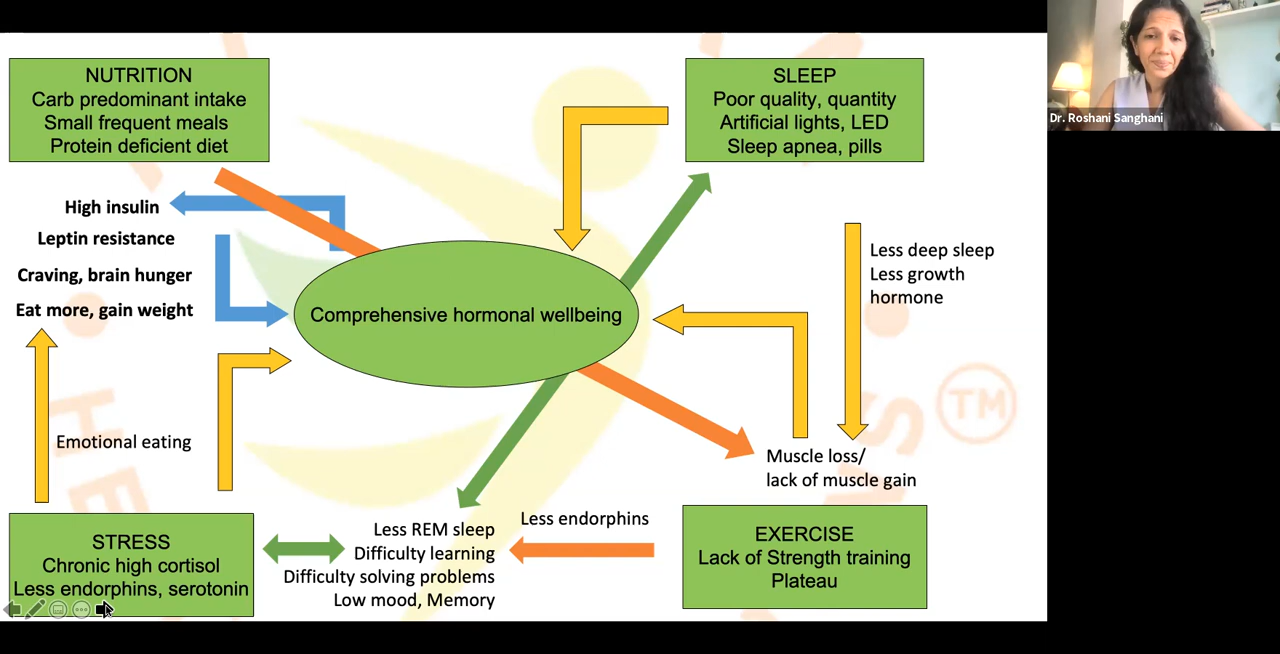 NUTRITION
Carb predominant intake
Small frequent meals
Protein deficient diet
SLEEP
Poor quality, quantity
Artificial lights, LED
Sleep apnea, pills
Dr. Roshani Sanghani
High insulin
Leptin resistance
Craving, brain hunger
Eat more, gain weight
Comprehensive hormonal wellbeing
Less deep sleep
Less growth
hormone
Emotional eating
Muscle loss/
lack of muscle gain
STRESS
Chronic high cortisol
Less endorphins, serotonin
Less REM sleep
Difficulty learning
Difficulty solving problems
Low mood, Memory
Less endorphins
EXERCISE
Lack of Strength training
Plateau
TM